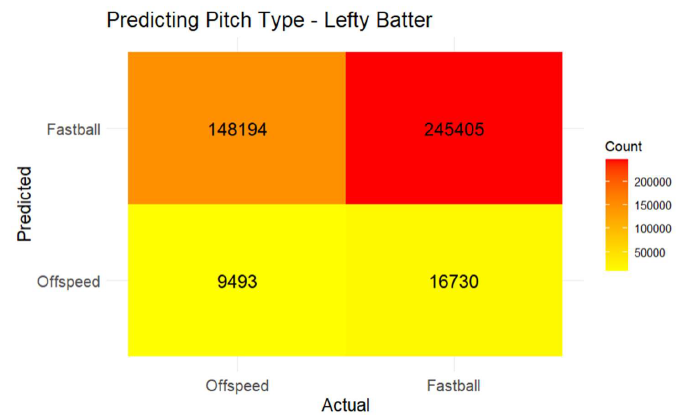 Predicting Pitch Type - Lefty Batter
Predicted
Fastball
148194
245405
Offspeed
9493
16730
Offspeed
Fastball
Actual
Count
200000
150000
100000
50000